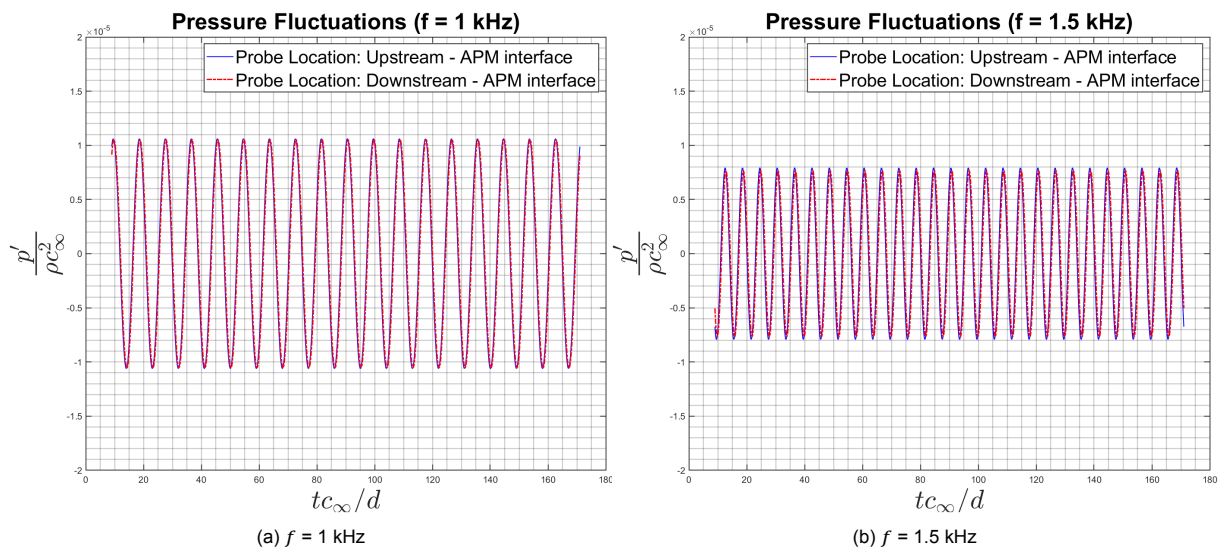 Pressure Fluctuations (f = 1 kHz)
×10⁻⁵
Probe Location: Upstream - APM interface
Probe Location: Downstream - APM interface
2
1.5
1
0.5
0
-0.5
-1
-1.5
-2
p′/ρc∞²
0 20 40 60 80 100 120 140 160 180
tc∞/d
(a) f = 1 kHz
Pressure Fluctuations (f = 1.5 kHz)
×10⁻⁵
Probe Location: Upstream - APM interface
Probe Location: Downstream - APM interface
2
1.5
1
0.5
0
-0.5
-1
-1.5
-2
p′/ρc∞²
0 20 40 60 80 100 120 140 160 180
tc∞/d
(b) f = 1.5 kHz